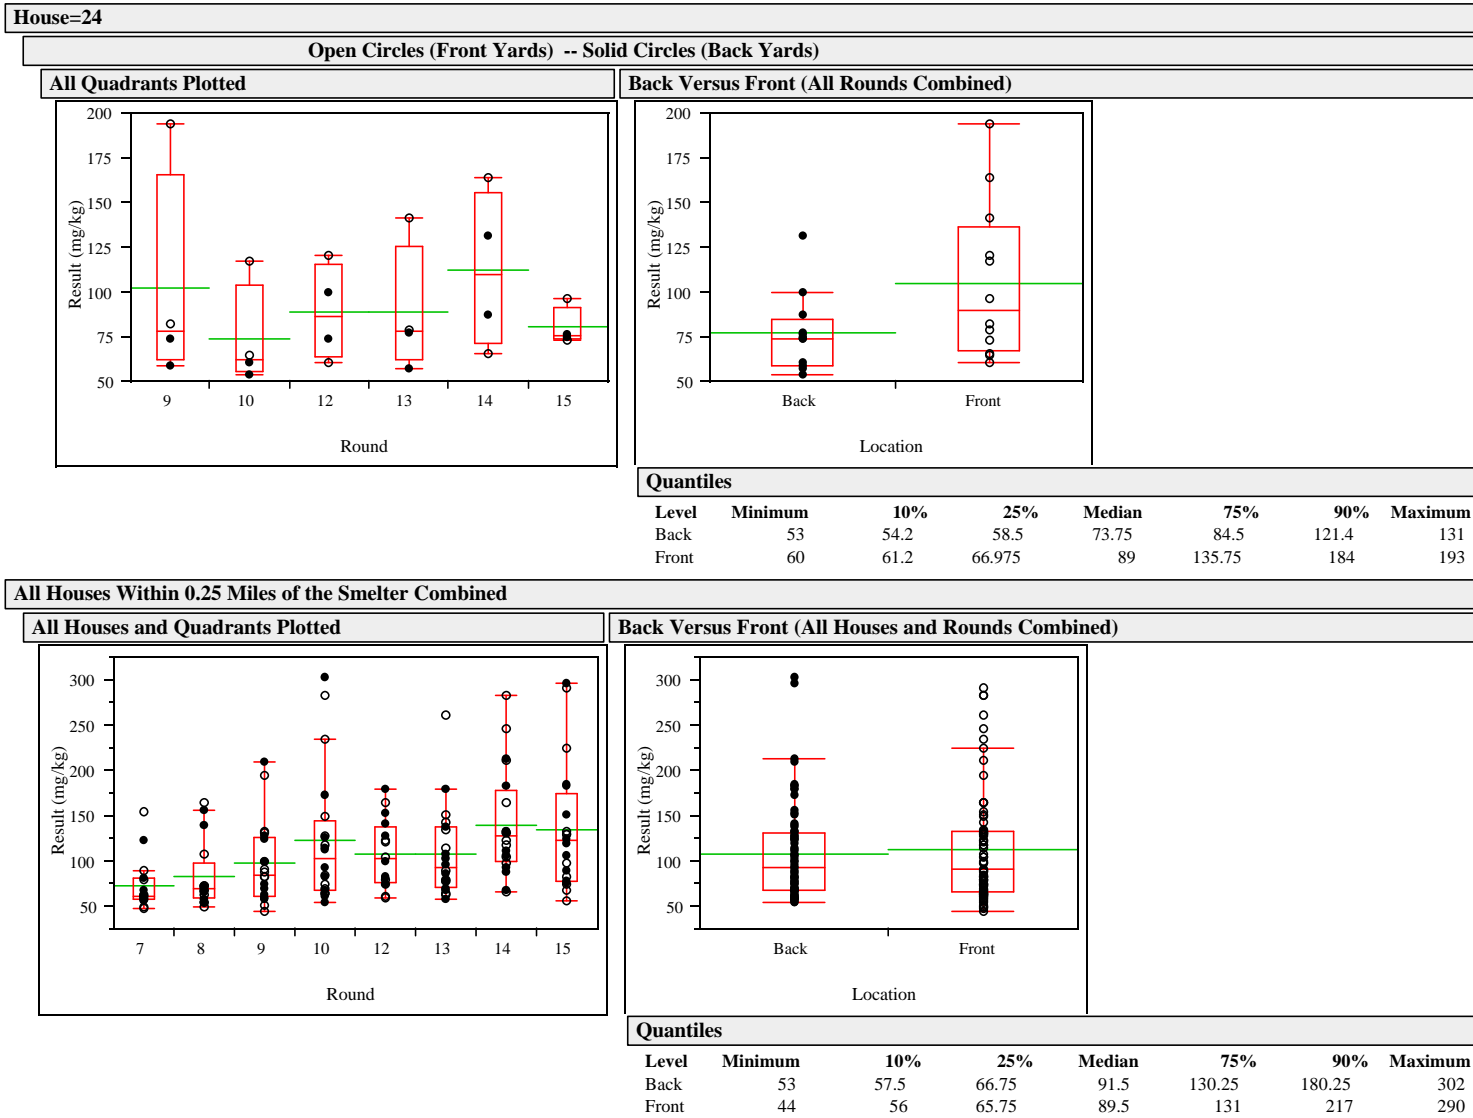 House=24
Open Circles (Front Yards) -- Solid Circles (Back Yards)
All Quadrants Plotted
Back Versus Front (All Rounds Combined)
200
175
150
125
100
75
50
Result (mg/kg)
9 10 12 13 14 15
Round
200
175
150
125
100
75
50
Result (mg/kg)
Back Front
Location
Quantiles
Level Minimum 10% 25% Median 75% 90% Maximum
Back 53 54.2 58.5 73.75 84.5 121.4 131
Front 60 61.2 66.975 89 135.75 184 193
All Houses Within 0.25 Miles of the Smelter Combined
All Houses and Quadrants Plotted
Back Versus Front (All Houses and Rounds Combined)
300
250
200
150
100
50
Result (mg/kg)
7 8 9 10 12 13 14 15
Round
300
250
200
150
100
50
Result (mg/kg)
Back Front
Location
Quantiles
Level Minimum 10% 25% Median 75% 90% Maximum
Back 53 57.5 66.75 91.5 130.25 180.25 302
Front 44 56 65.75 89.5 131 217 290